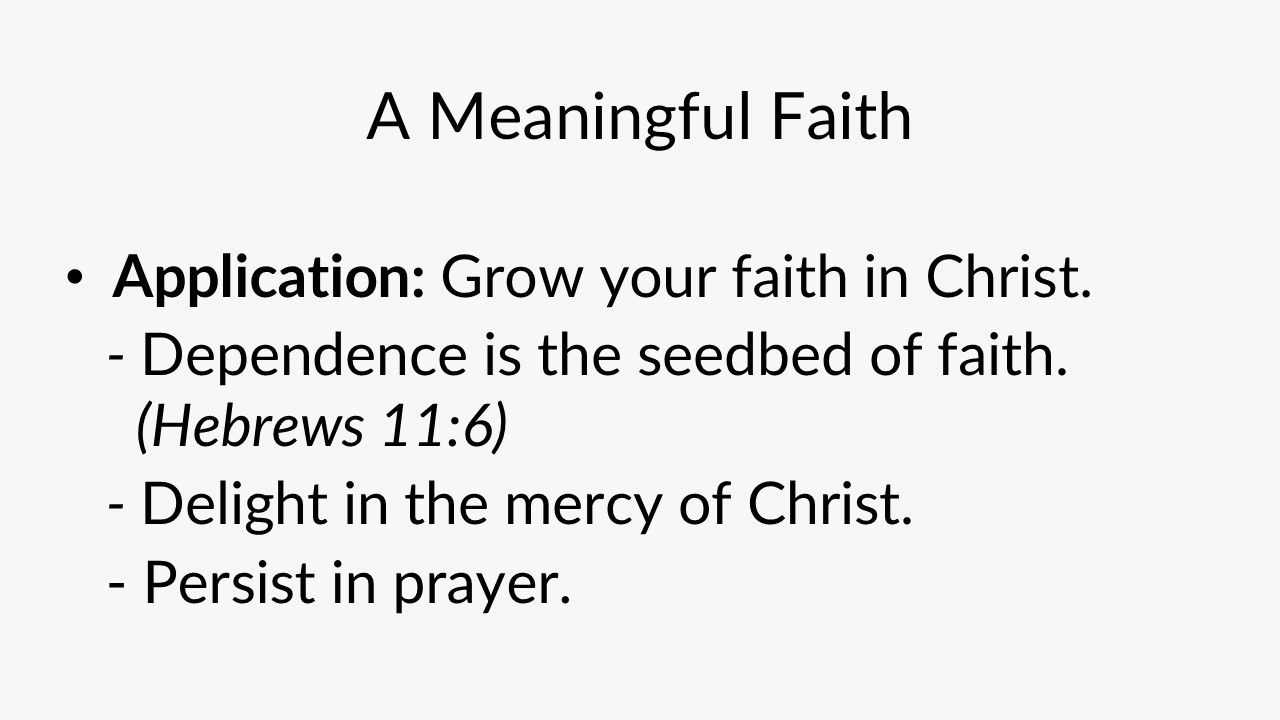 A Meaningful Faith
• Application: Grow your faith in Christ.
- Dependence is the seedbed of faith.
(Hebrews 11:6)
- Delight in the mercy of Christ.
- Persist in prayer.